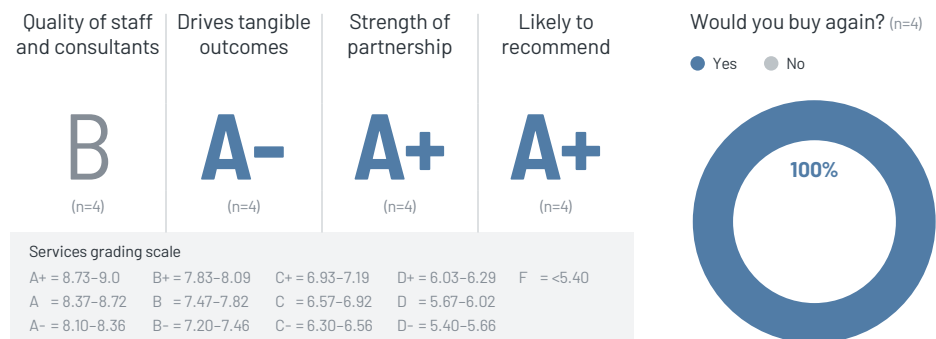 Quality of staff
and consultants
B
(n=4)
Drives tangible
outcomes
A-
(n=4)
Strength of
partnership
A+
(n=4)
Likely to
recommend
A+
(n=4)
Services grading scale
A+ = 8.73–9.0 B+ = 7.83–8.09 C+ = 6.93–7.19 D+ = 6.03–6.29 F = <5.40
A = 8.37–8.72 B = 7.47–7.82 C = 6.57–6.92 D = 5.67–6.02
A- = 8.10–8.36 B- = 7.20–7.46 C- = 6.30–6.56 D- = 5.40–5.66
Would you buy again? (n=4)
Yes No
100%